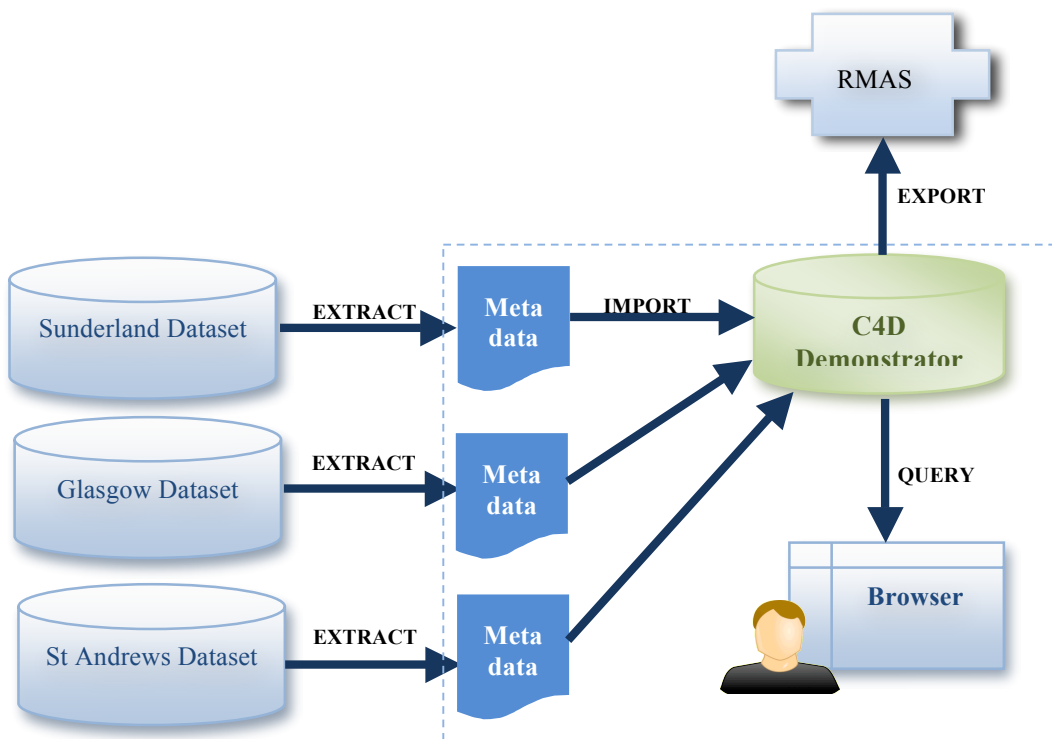 RMAS
EXPORT
Sunderland Dataset
EXTRACT
Meta
data
IMPORT
C4D
Demonstrator
Glasgow Dataset
EXTRACT
Meta
data
QUERY
St Andrews Dataset
EXTRACT
Meta
data
Browser